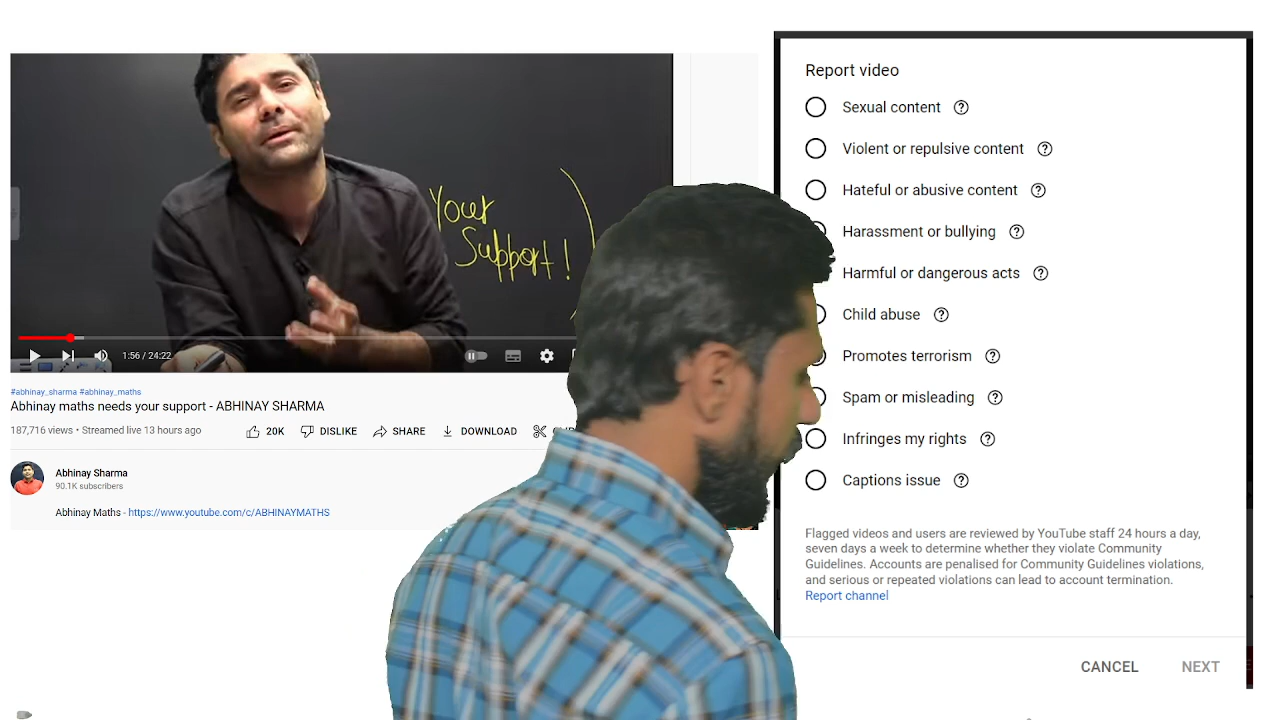 Your
Support!
1:56 / 24:22
#abhinay_sharma #abhinay_maths
Abhinay maths needs your support - ABHINAY SHARMA
187,716 views • Streamed live 13 hours ago
20K
DISLIKE
SHARE
DOWNLOAD
Abhinay Sharma
90.1K subscribers
Abhinay Maths - https://www.youtube.com/c/ABHINAYMATHS
Report video
Sexual content
Violent or repulsive content
Hateful or abusive content
Harassment or bullying
Harmful or dangerous acts
Child abuse
Promotes terrorism
Spam or misleading
Infringes my rights
Captions issue
Flagged videos and users are reviewed by YouTube staff 24 hours a day,
seven days a week to determine whether they violate Community
Guidelines. Accounts are penalised for Community Guidelines violations,
and serious or repeated violations can lead to account termination.
Report channel
CANCEL
NEXT